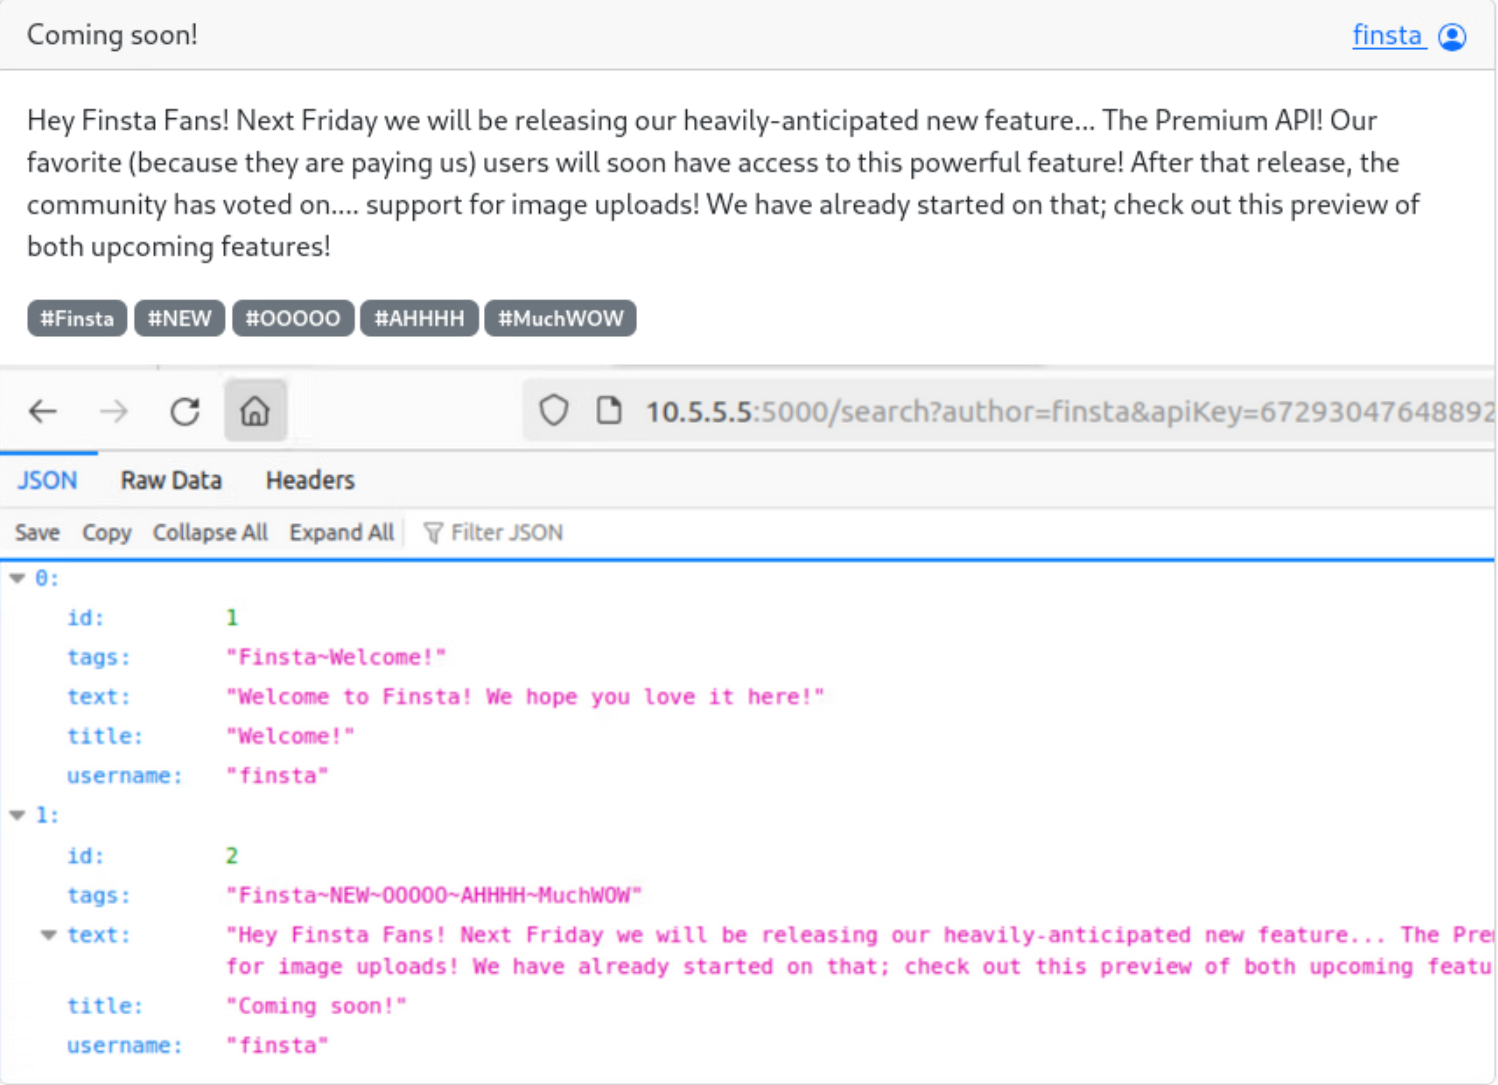 Coming soon!
finsta
Hey Finsta Fans! Next Friday we will be releasing our heavily-anticipated new feature... The Premium API! Our
favorite (because they are paying us) users will soon have access to this powerful feature! After that release, the
community has voted on.... support for image uploads! We have already started on that; check out this preview of
both upcoming features!
#Finsta #NEW #OOOOO #AHHHH #MuchWOW
10.5.5.5:5000/search?author=finsta&apiKey=67293047648892
JSON Raw Data Headers
Save Copy Collapse All Expand All Filter JSON
0:
id: 1
tags: "Finsta~Welcome!"
text: "Welcome to Finsta! We hope you love it here!"
title: "Welcome!"
username: "finsta"
1:
id: 2
tags: "Finsta~NEW~OOOOO~AHHHH~MuchWOW"
text: "Hey Finsta Fans! Next Friday we will be releasing our heavily-anticipated new feature... The Pre
for image uploads! We have already started on that; check out this preview of both upcoming featu
title: "Coming soon!"
username: "finsta"